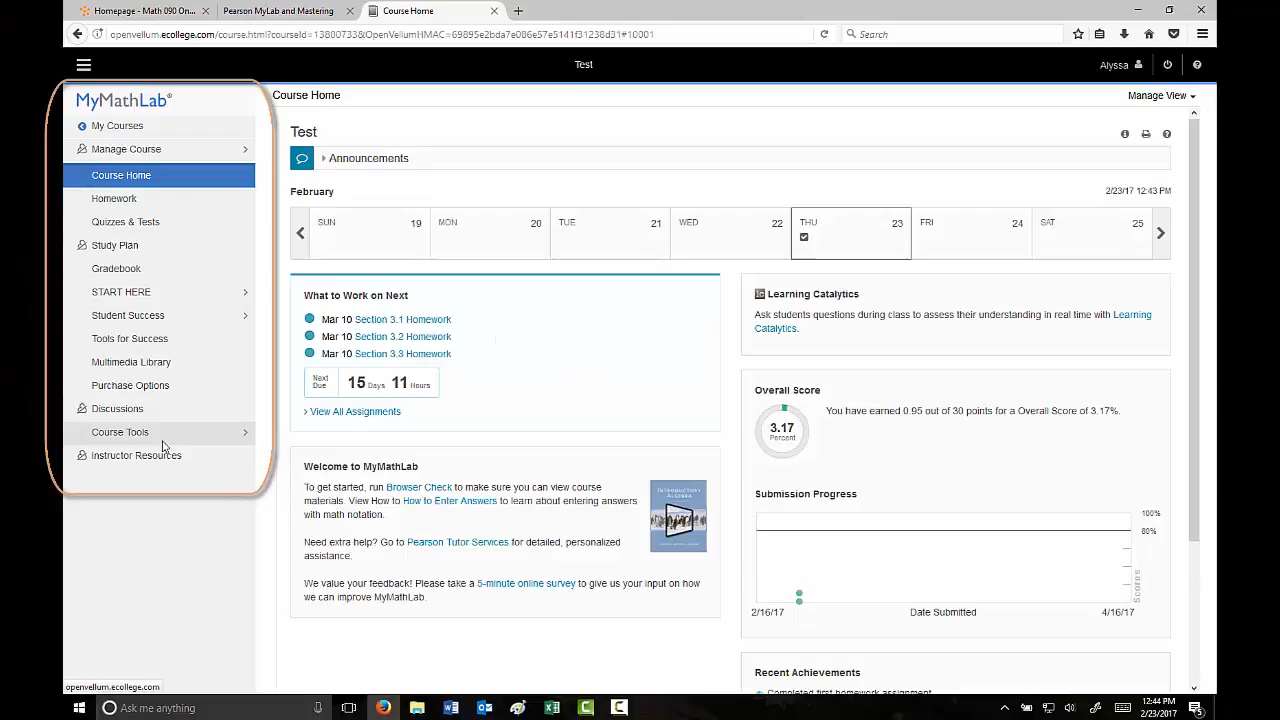 Homepage - Math 090 On...
Pearson MyLab and Mastering
Course Home
openvellum.ecollege.com/course.html?courseId=13800733&OpenVellumHMAC=69895e2bda7e086e57e5141f31238d31#10001
Search
Test
Alyssa
MyMathLab®
My Courses
Manage Course
Course Home
Homework
Quizzes & Tests
Study Plan
Gradebook
START HERE
Student Success
Tools for Success
Multimedia Library
Purchase Options
Discussions
Course Tools
Instructor Resources
openvellum.ecollege.com
Course Home
Manage View
Test
Announcements
February
2/23/17 12:43 PM
SUN 19
MON 20
TUE 21
WED 22
THU 23
FRI 24
SAT 25
What to Work on Next
Mar 10 Section 3.1 Homework
Mar 10 Section 3.2 Homework
Mar 10 Section 3.3 Homework
Next Due
15 Days 11 Hours
View All Assignments
Welcome to MyMathLab
To get started, run Browser Check to make sure you can view course
materials. View How to How to Enter Answers to learn about entering answers
with math notation.
Need extra help? Go to Pearson Tutor Services for detailed, personalized
assistance.
We value your feedback! Please take a 5-minute online survey to give us your input on how
we can improve MyMathLab.
INTRODUCTORY
ALGEBRA
Learning Catalytics
Ask students questions during class to assess their understanding in real time with Learning
Catalytics.
Overall Score
3.17
Percent
You have earned 0.95 out of 30 points for a Overall Score of 3.17%.
Submission Progress
100%
80%
Scores
2/16/17
Date Submitted
4/16/17
Recent Achievements
Completed first homework assignment
Ask me anything
12:44 PM
2/23/2017